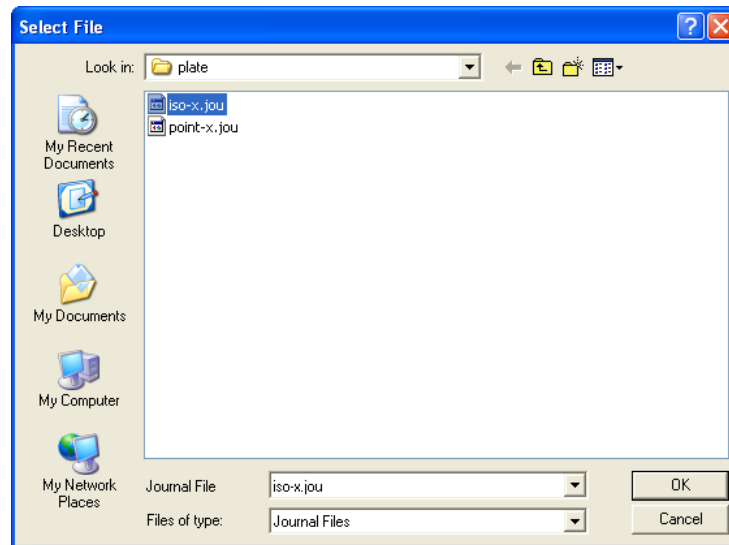 Select File
Look in:
plate
iso-x.jou
point-x.jou
My Recent
Documents
Desktop
My Documents
My Computer
My Network
Places
Journal File
iso-x.jou
OK
Files of type:
Journal Files
Cancel